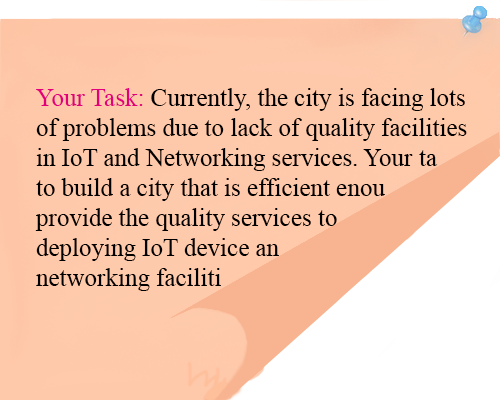 Your Task: Currently, the city is facing lots
of problems due to lack of quality facilities
in IoT and Networking services. Your ta
to build a city that is efficient enou
provide the quality services to
deploying IoT device an
networking faciliti